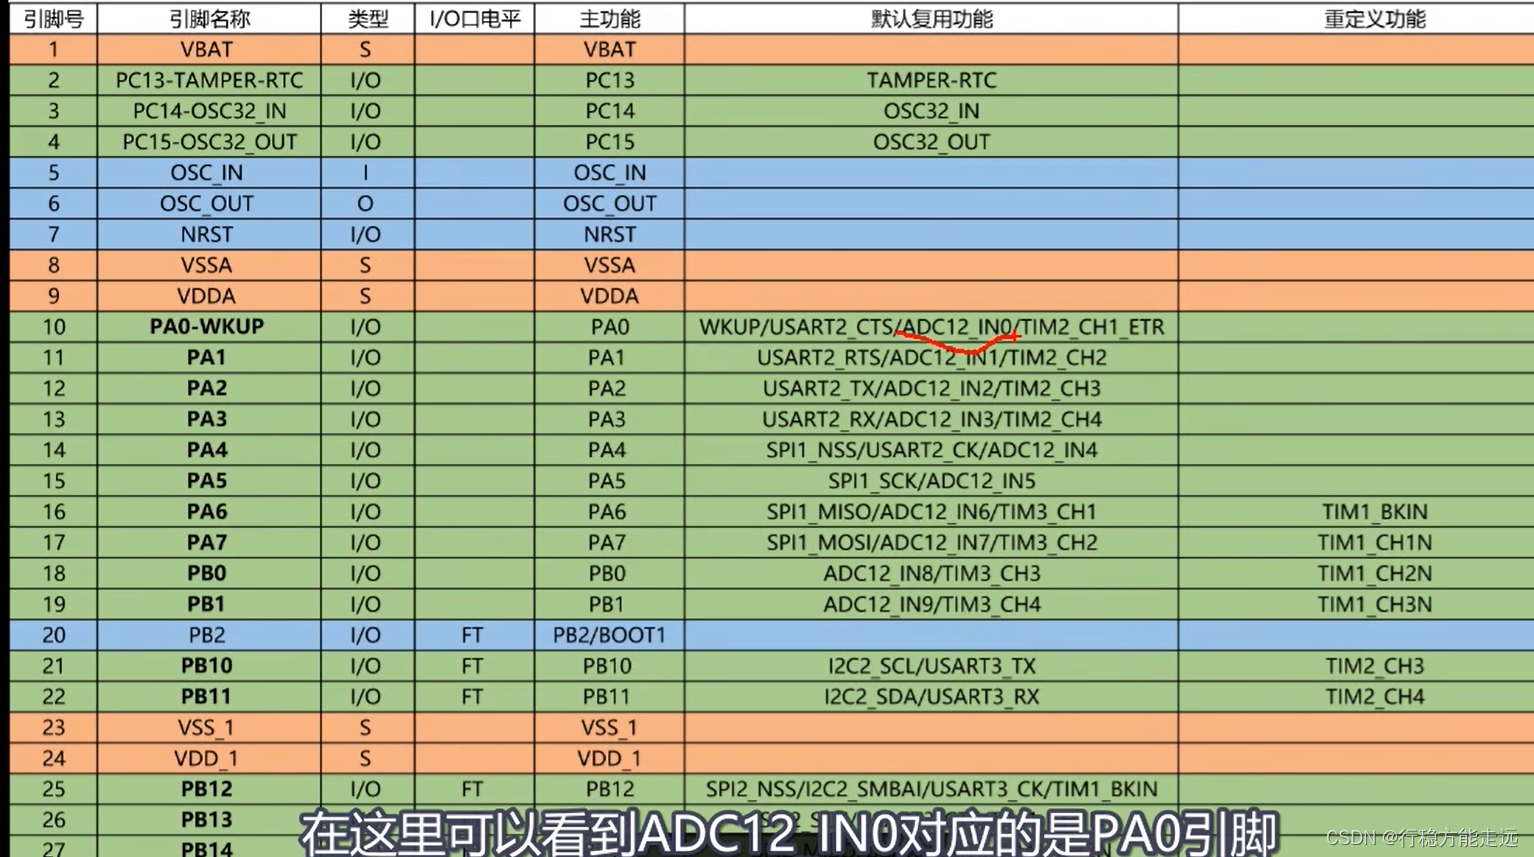 引脚号 引脚名称 类型 I/O口电平 主功能 默认复用功能 重定义功能
1 VBAT S VBAT
2 PC13-TAMPER-RTC I/O PC13 TAMPER-RTC
3 PC14-OSC32_IN I/O PC14 OSC32_IN
4 PC15-OSC32_OUT I/O PC15 OSC32_OUT
5 OSC_IN I OSC_IN
6 OSC_OUT O OSC_OUT
7 NRST I/O NRST
8 VSSA S VSSA
9 VDDA S VDDA
10 PA0-WKUP I/O PA0 WKUP/USART2_CTS/ADC12_IN0/TIM2_CH1_ETR
11 PA1 I/O PA1 USART2_RTS/ADC12_IN1/TIM2_CH2
12 PA2 I/O PA2 USART2_TX/ADC12_IN2/TIM2_CH3
13 PA3 I/O PA3 USART2_RX/ADC12_IN3/TIM2_CH4
14 PA4 I/O PA4 SPI1_NSS/USART2_CK/ADC12_IN4
15 PA5 I/O PA5 SPI1_SCK/ADC12_IN5
16 PA6 I/O PA6 SPI1_MISO/ADC12_IN6/TIM3_CH1 TIM1_BKIN
17 PA7 I/O PA7 SPI1_MOSI/ADC12_IN7/TIM3_CH2 TIM1_CH1N
18 PB0 I/O PB0 ADC12_IN8/TIM3_CH3 TIM1_CH2N
19 PB1 I/O PB1 ADC12_IN9/TIM3_CH4 TIM1_CH3N
20 PB2 I/O FT PB2/BOOT1
21 PB10 I/O FT PB10 I2C2_SCL/USART3_TX TIM2_CH3
22 PB11 I/O FT PB11 I2C2_SDA/USART3_RX TIM2_CH4
23 VSS_1 S VSS_1
24 VDD_1 S VDD_1
25 PB12 I/O FT PB12 SPI2_NSS/I2C2_SMBAI/USART3_CK/TIM1_BKIN
26 PB13
27 PB14
在这里可以看到ADC12_IN0对应的是PA0引脚
CSDN @行稳方能走远